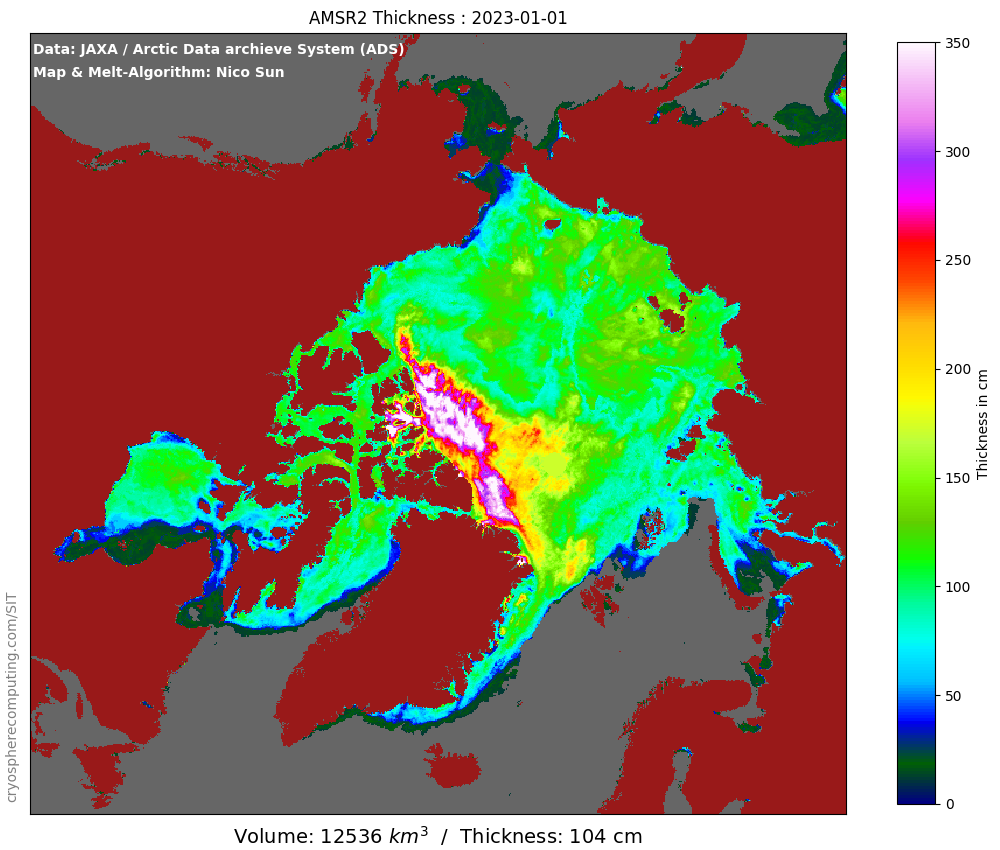 AMSR2 Thickness : 2023-01-01
Data: JAXA / Arctic Data archieve System (ADS)
Map & Melt-Algorithm: Nico Sun
350
300
250
200
150
100
50
0
Thickness in cm
cryospherecomputing.com/SIT
Volume: 12536 km³ / Thickness: 104 cm